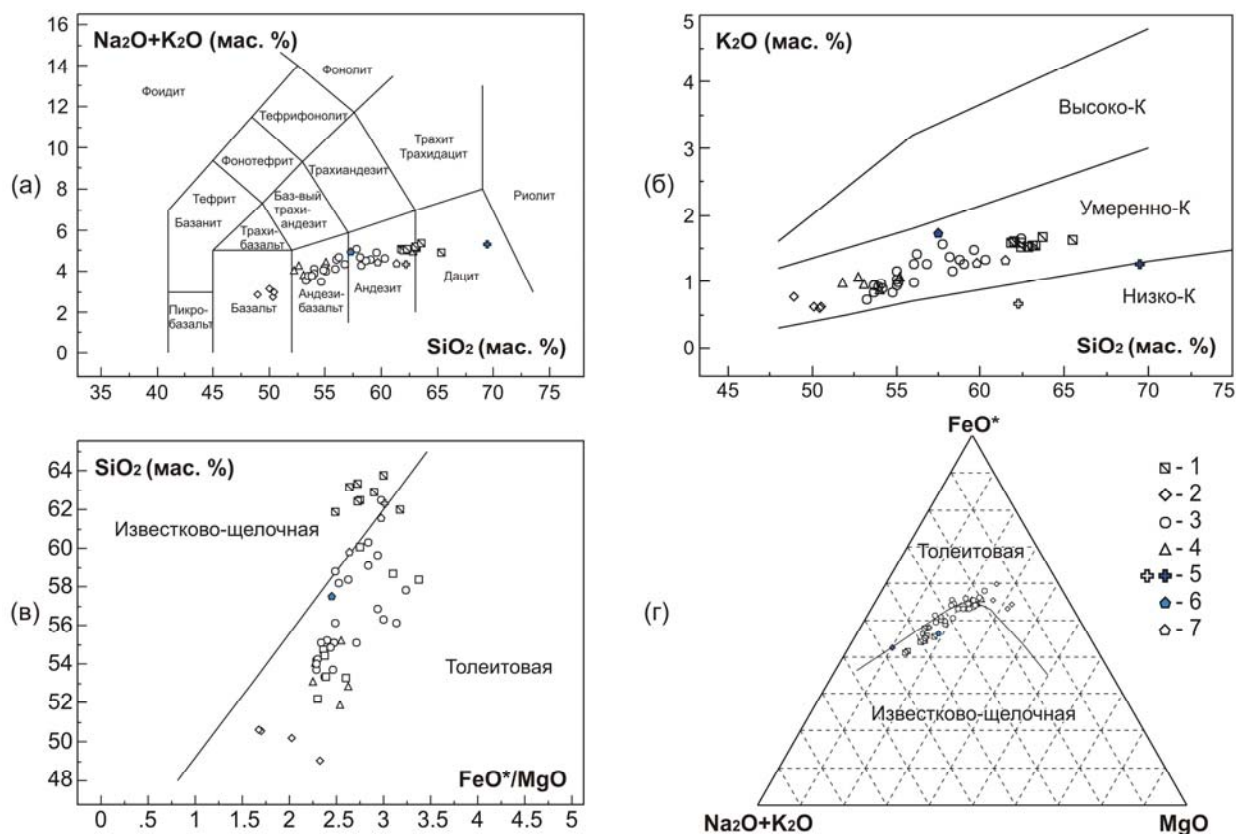 (а)
Na2O+K2O (мас. %)
16
14
12
10
8
6
4
2
0
Фоидит
Фонолит
Тефрифонолит
Фонотефрит
Трахиандезит
Трахит
Трахидацит
Тефрит
Базанит
Баз-вый
трахи-
андезит
Трахи-
базальт
Риолит
Пикро-
базальт
Базальт
Андези-
базальт
Андезит
Дацит
SiO2 (мас. %)
35 40 45 50 55 60 65 70 75
(б)
K2O (мас. %)
5
4
3
2
1
0
Высоко-К
Умеренно-К
Низко-К
SiO2 (мас. %)
45 50 55 60 65 70 75
(в)
SiO2 (мас. %)
64
62
60
58
56
54
52
50
48
Известково-щелочная
Толеитовая
FeO*/MgO
0 .5 1 1.5 2 2.5 3 3.5 4 4.5 5
(г)
FeO*
Толеитовая
Известково-щелочная
Na2O+K2O
MgO
- 1
- 2
- 3
- 4
- 5
- 6
- 7